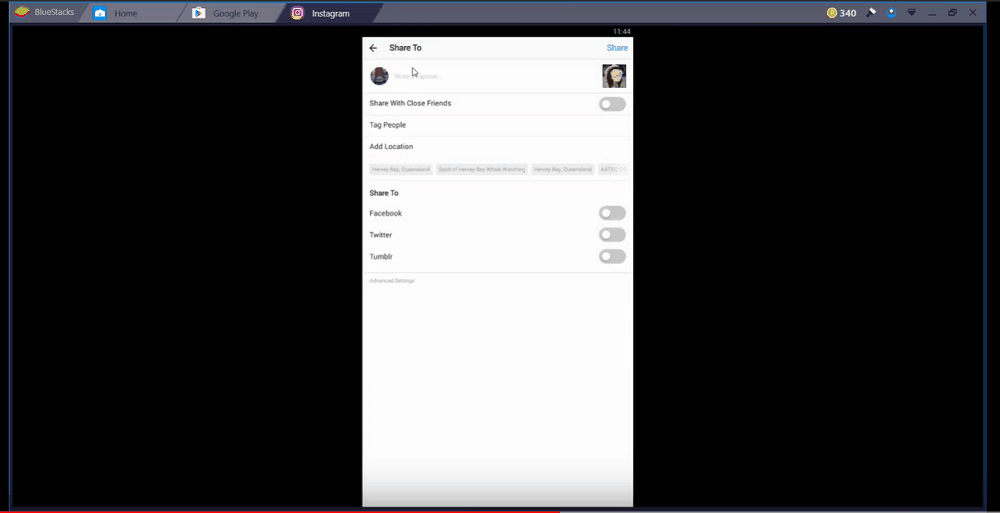 BlueStacks Home Google Play Instagram 340
11:44
Share To Share
Write a caption...
Share With Close Friends
Tag People
Add Location
Hervey Bay, Queensland Spirit of Hervey Bay Whale Watching Hervey Bay, Queensland
Share To
Facebook
Twitter
Tumblr
Advanced Settings